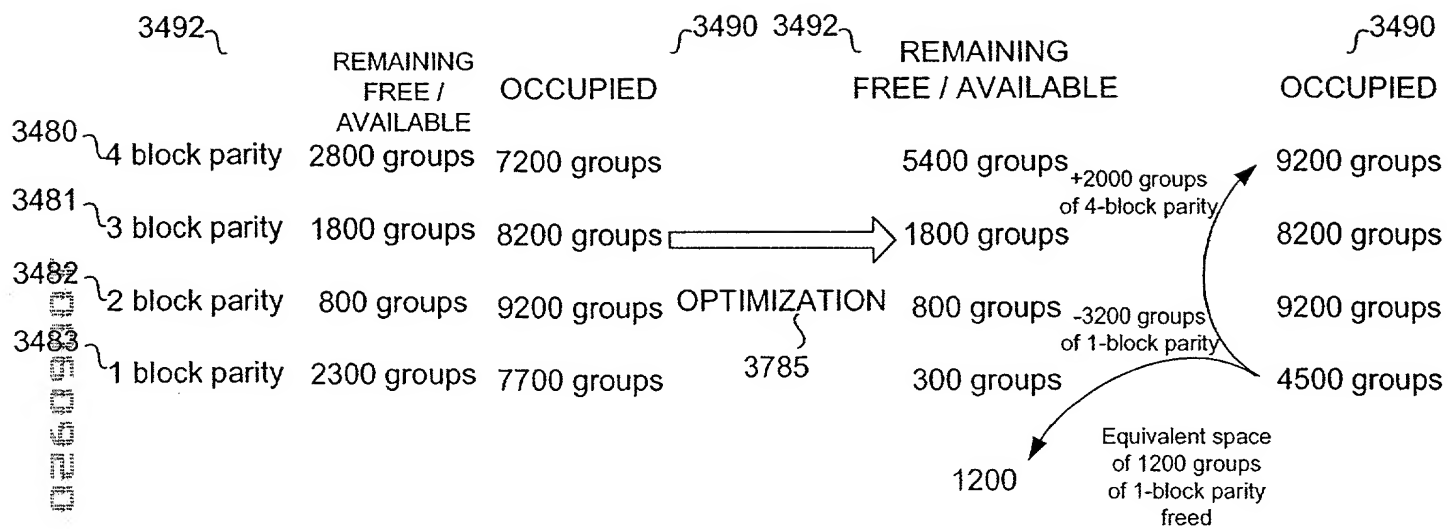 3492 3490 3492 3490
REMAINING
FREE /
AVAILABLE
OCCUPIED
REMAINING
FREE / AVAILABLE
OCCUPIED
3480
4 block parity 2800 groups 7200 groups 5400 groups 9200 groups
+2000 groups
of 4-block parity
3481
3 block parity 1800 groups 8200 groups 1800 groups 8200 groups
3482
2 block parity 800 groups 9200 groups OPTIMIZATION 800 groups 9200 groups
3785
-3200 groups
of 1-block parity
3483
1 block parity 2300 groups 7700 groups 300 groups 4500 groups
1200
Equivalent space
of 1200 groups
of 1-block parity
freed